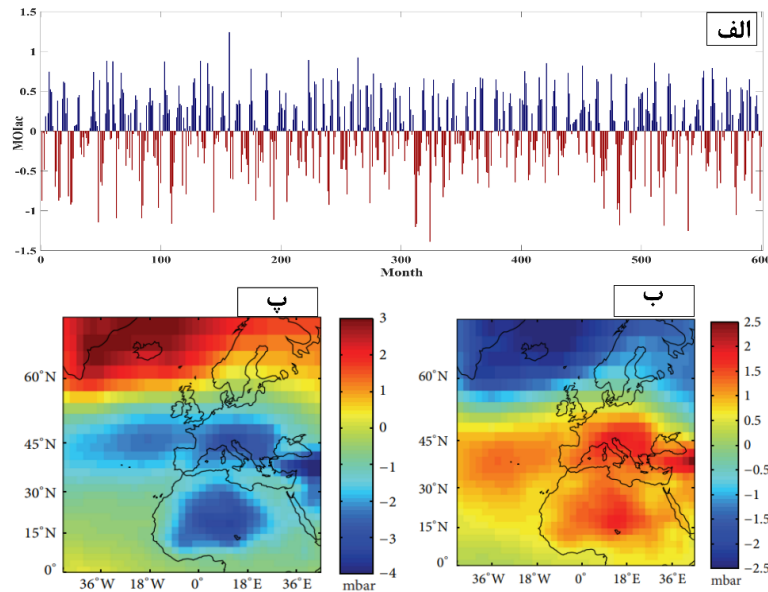 الف
1.5
1
0.5
0
-0.5
-1
-1.5
MOIac
0 100 200 300 400 500 600
Month
پ
60°N
45°N
30°N
15°N
0°
36°W 18°W 0° 18°E 36°E
3
2
1
0
−1
−2
−3
−4
mbar
ب
60°N
45°N
30°N
15°N
0°
36°W 18°W 0° 18°E 36°E
2.5
2
1.5
1
0.5
0
-0.5
-1
-1.5
-2
-2.5
mbar